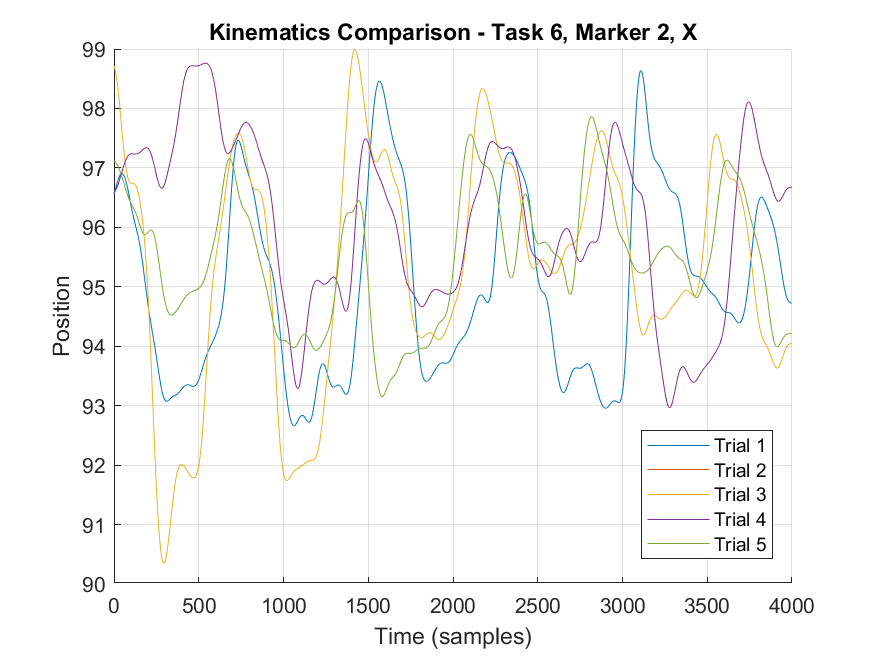 Kinematics Comparison - Task 6, Marker 2, X
99
98
97
96
95
94
93
92
91
90
Position
0 500 1000 1500 2000 2500 3000 3500 4000
Time (samples)
Trial 1
Trial 2
Trial 3
Trial 4
Trial 5